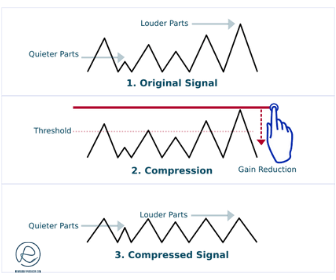 Louder Parts
Quieter Parts
1. Original Signal
Threshold
2. Compression
Gain Reduction
Louder Parts
Quieter Parts
3. Compressed Signal